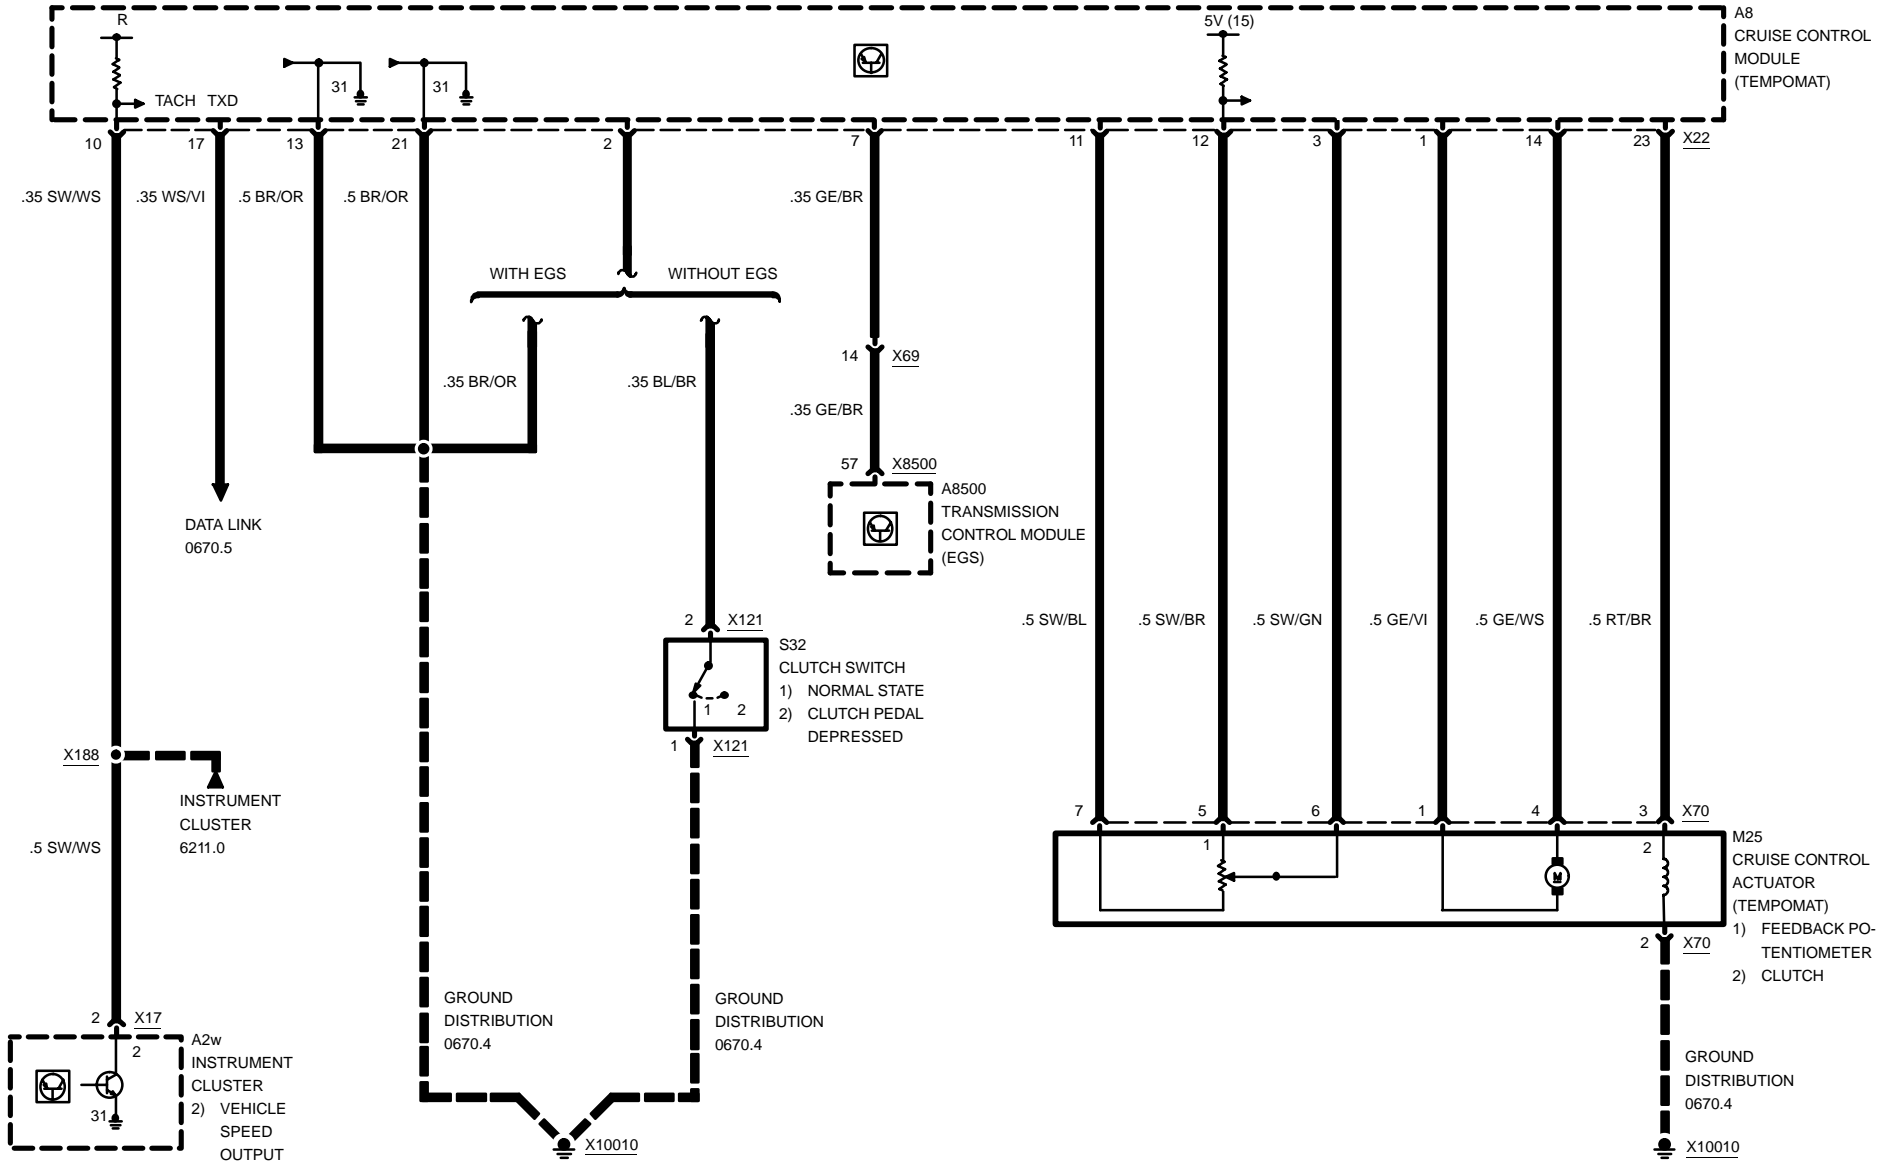 R
5V (15)
A8
CRUISE CONTROL
MODULE
(TEMPOMAT)
31
31
TACH TXD
10
17
13
21
2
7
11
12
3
1
14
23
X22
.35 SW/WS
.35 WS/VI
.5 BR/OR
.5 BR/OR
.35 GE/BR
WITH EGS
WITHOUT EGS
14
X69
.35 BR/OR
.35 BL/BR
.35 GE/BR
57
X8500
A8500
TRANSMISSION
CONTROL MODULE
(EGS)
DATA LINK
0670.5
2
X121
.5 SW/BL
.5 SW/BR
.5 SW/GN
.5 GE/VI
.5 GE/WS
.5 RT/BR
S32
CLUTCH SWITCH
1) NORMAL STATE
2) CLUTCH PEDAL
DEPRESSED
1
2
1
X121
X188
INSTRUMENT
CLUSTER
6211.0
7
5
6
1
4
3
X70
.5 SW/WS
1
M
2
M25
CRUISE CONTROL
ACTUATOR
(TEMPOMAT)
1) FEEDBACK PO-
TENTIOMETER
2) CLUTCH
2
X70
GROUND
DISTRIBUTION
0670.4
GROUND
DISTRIBUTION
0670.4
2
X17
A2w
INSTRUMENT
CLUSTER
2) VEHICLE
SPEED
OUTPUT
2
31
GROUND
DISTRIBUTION
0670.4
X10010
X10010